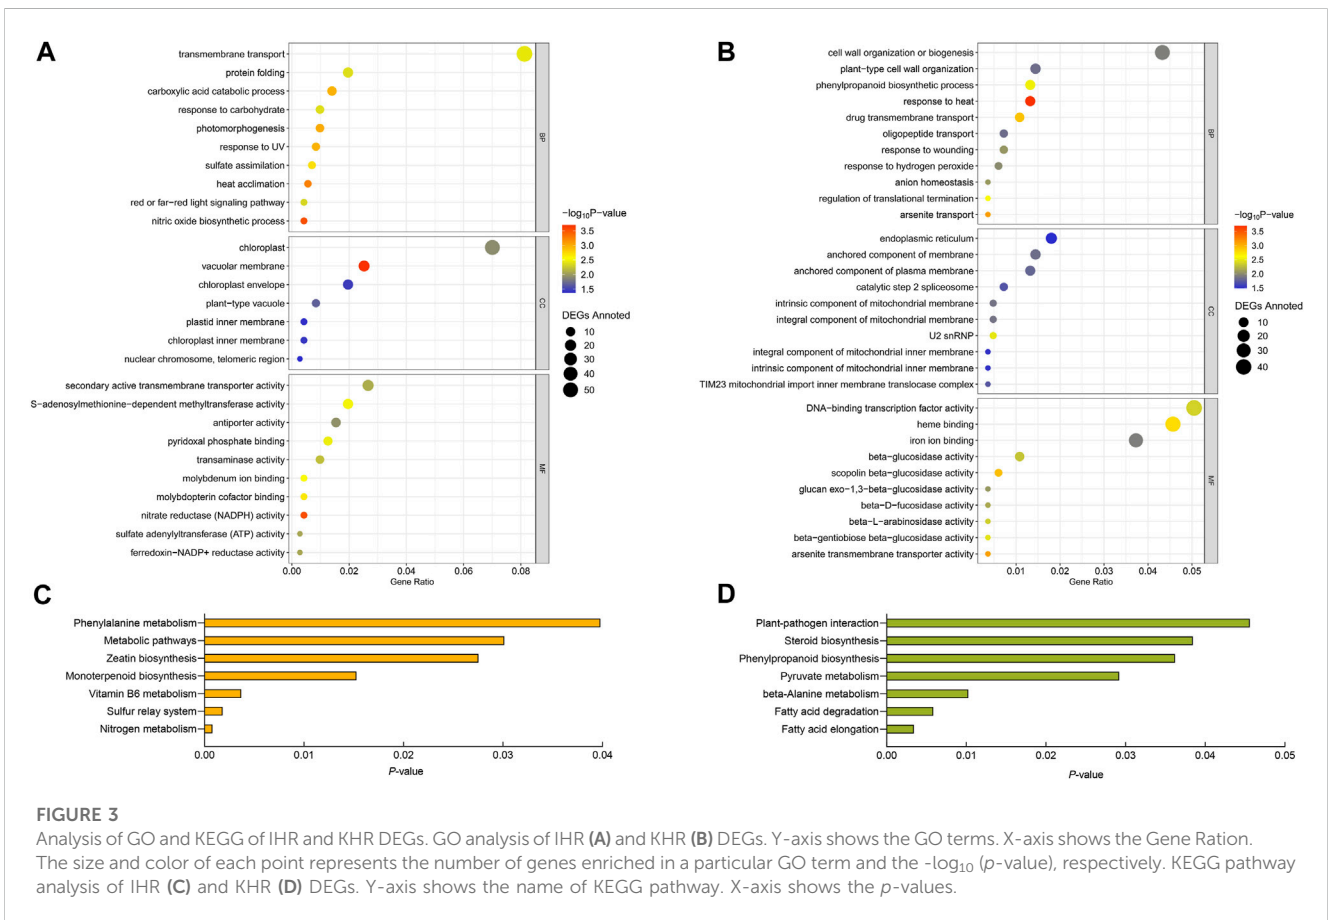 A
transmembrane transport
protein folding
carboxylic acid catabolic process
response to carbohydrate
photomorphogenesis
response to UV
sulfate assimilation
heat acclimation
red or far−red light signaling pathway
nitric oxide biosynthetic process
BP
chloroplast
vacuolar membrane
chloroplast envelope
plant−type vacuole
plastid inner membrane
chloroplast inner membrane
nuclear chromosome, telomeric region
CC
secondary active transmembrane transporter activity
S−adenosylmethionine−dependent methyltransferase activity
antiporter activity
pyridoxal phosphate binding
transaminase activity
molybdenum ion binding
molybdopterin cofactor binding
nitrate reductase (NADPH) activity
sulfate adenylyltransferase (ATP) activity
ferredoxin−NADP+ reductase activity
MF
0.00 0.02 0.04 0.06 0.08
Gene Ratio
−log10P−value
3.5
3.0
2.5
2.0
1.5
DEGs Annoted
10
20
30
40
50
B
cell wall organization or biogenesis
plant−type cell wall organization
phenylpropanoid biosynthetic process
response to heat
drug transmembrane transport
oligopeptide transport
response to wounding
response to hydrogen peroxide
anion homeostasis
regulation of translational termination
arsenite transport
BP
endoplasmic reticulum
anchored component of membrane
anchored component of plasma membrane
catalytic step 2 spliceosome
intrinsic component of mitochondrial membrane
integral component of mitochondrial membrane
U2 snRNP
integral component of mitochondrial inner membrane
intrinsic component of mitochondrial inner membrane
TIM23 mitochondrial import inner membrane translocase complex
CC
DNA−binding transcription factor activity
heme binding
iron ion binding
beta−glucosidase activity
scopolin beta−glucosidase activity
glucan exo−1,3−beta−glucosidase activity
beta−D−fucosidase activity
beta−L−arabinosidase activity
beta−gentiobiose beta−glucosidase activity
arsenite transmembrane transporter activity
MF
0.01 0.02 0.03 0.04 0.05
Gene Ratio
−log10P−value
3.5
3.0
2.5
2.0
1.5
DEGs Annoted
10
20
30
40
C
Phenylalanine metabolism
Metabolic pathways
Zeatin biosynthesis
Monoterpenoid biosynthesis
Vitamin B6 metabolism
Sulfur relay system
Nitrogen metabolism
0.00 0.01 0.02 0.03 0.04
P-value
D
Plant-pathogen interaction
Steroid biosynthesis
Phenylpropanoid biosynthesis
Pyruvate metabolism
beta-Alanine metabolism
Fatty acid degradation
Fatty acid elongation
0.00 0.01 0.02 0.03 0.04 0.05
P-value
FIGURE 3
Analysis of GO and KEGG of IHR and KHR DEGs. GO analysis of IHR (A) and KHR (B) DEGs. Y-axis shows the GO terms. X-axis shows the Gene Ration.
The size and color of each point represents the number of genes enriched in a particular GO term and the -log10 (p-value), respectively. KEGG pathway
analysis of IHR (C) and KHR (D) DEGs. Y-axis shows the name of KEGG pathway. X-axis shows the p-values.